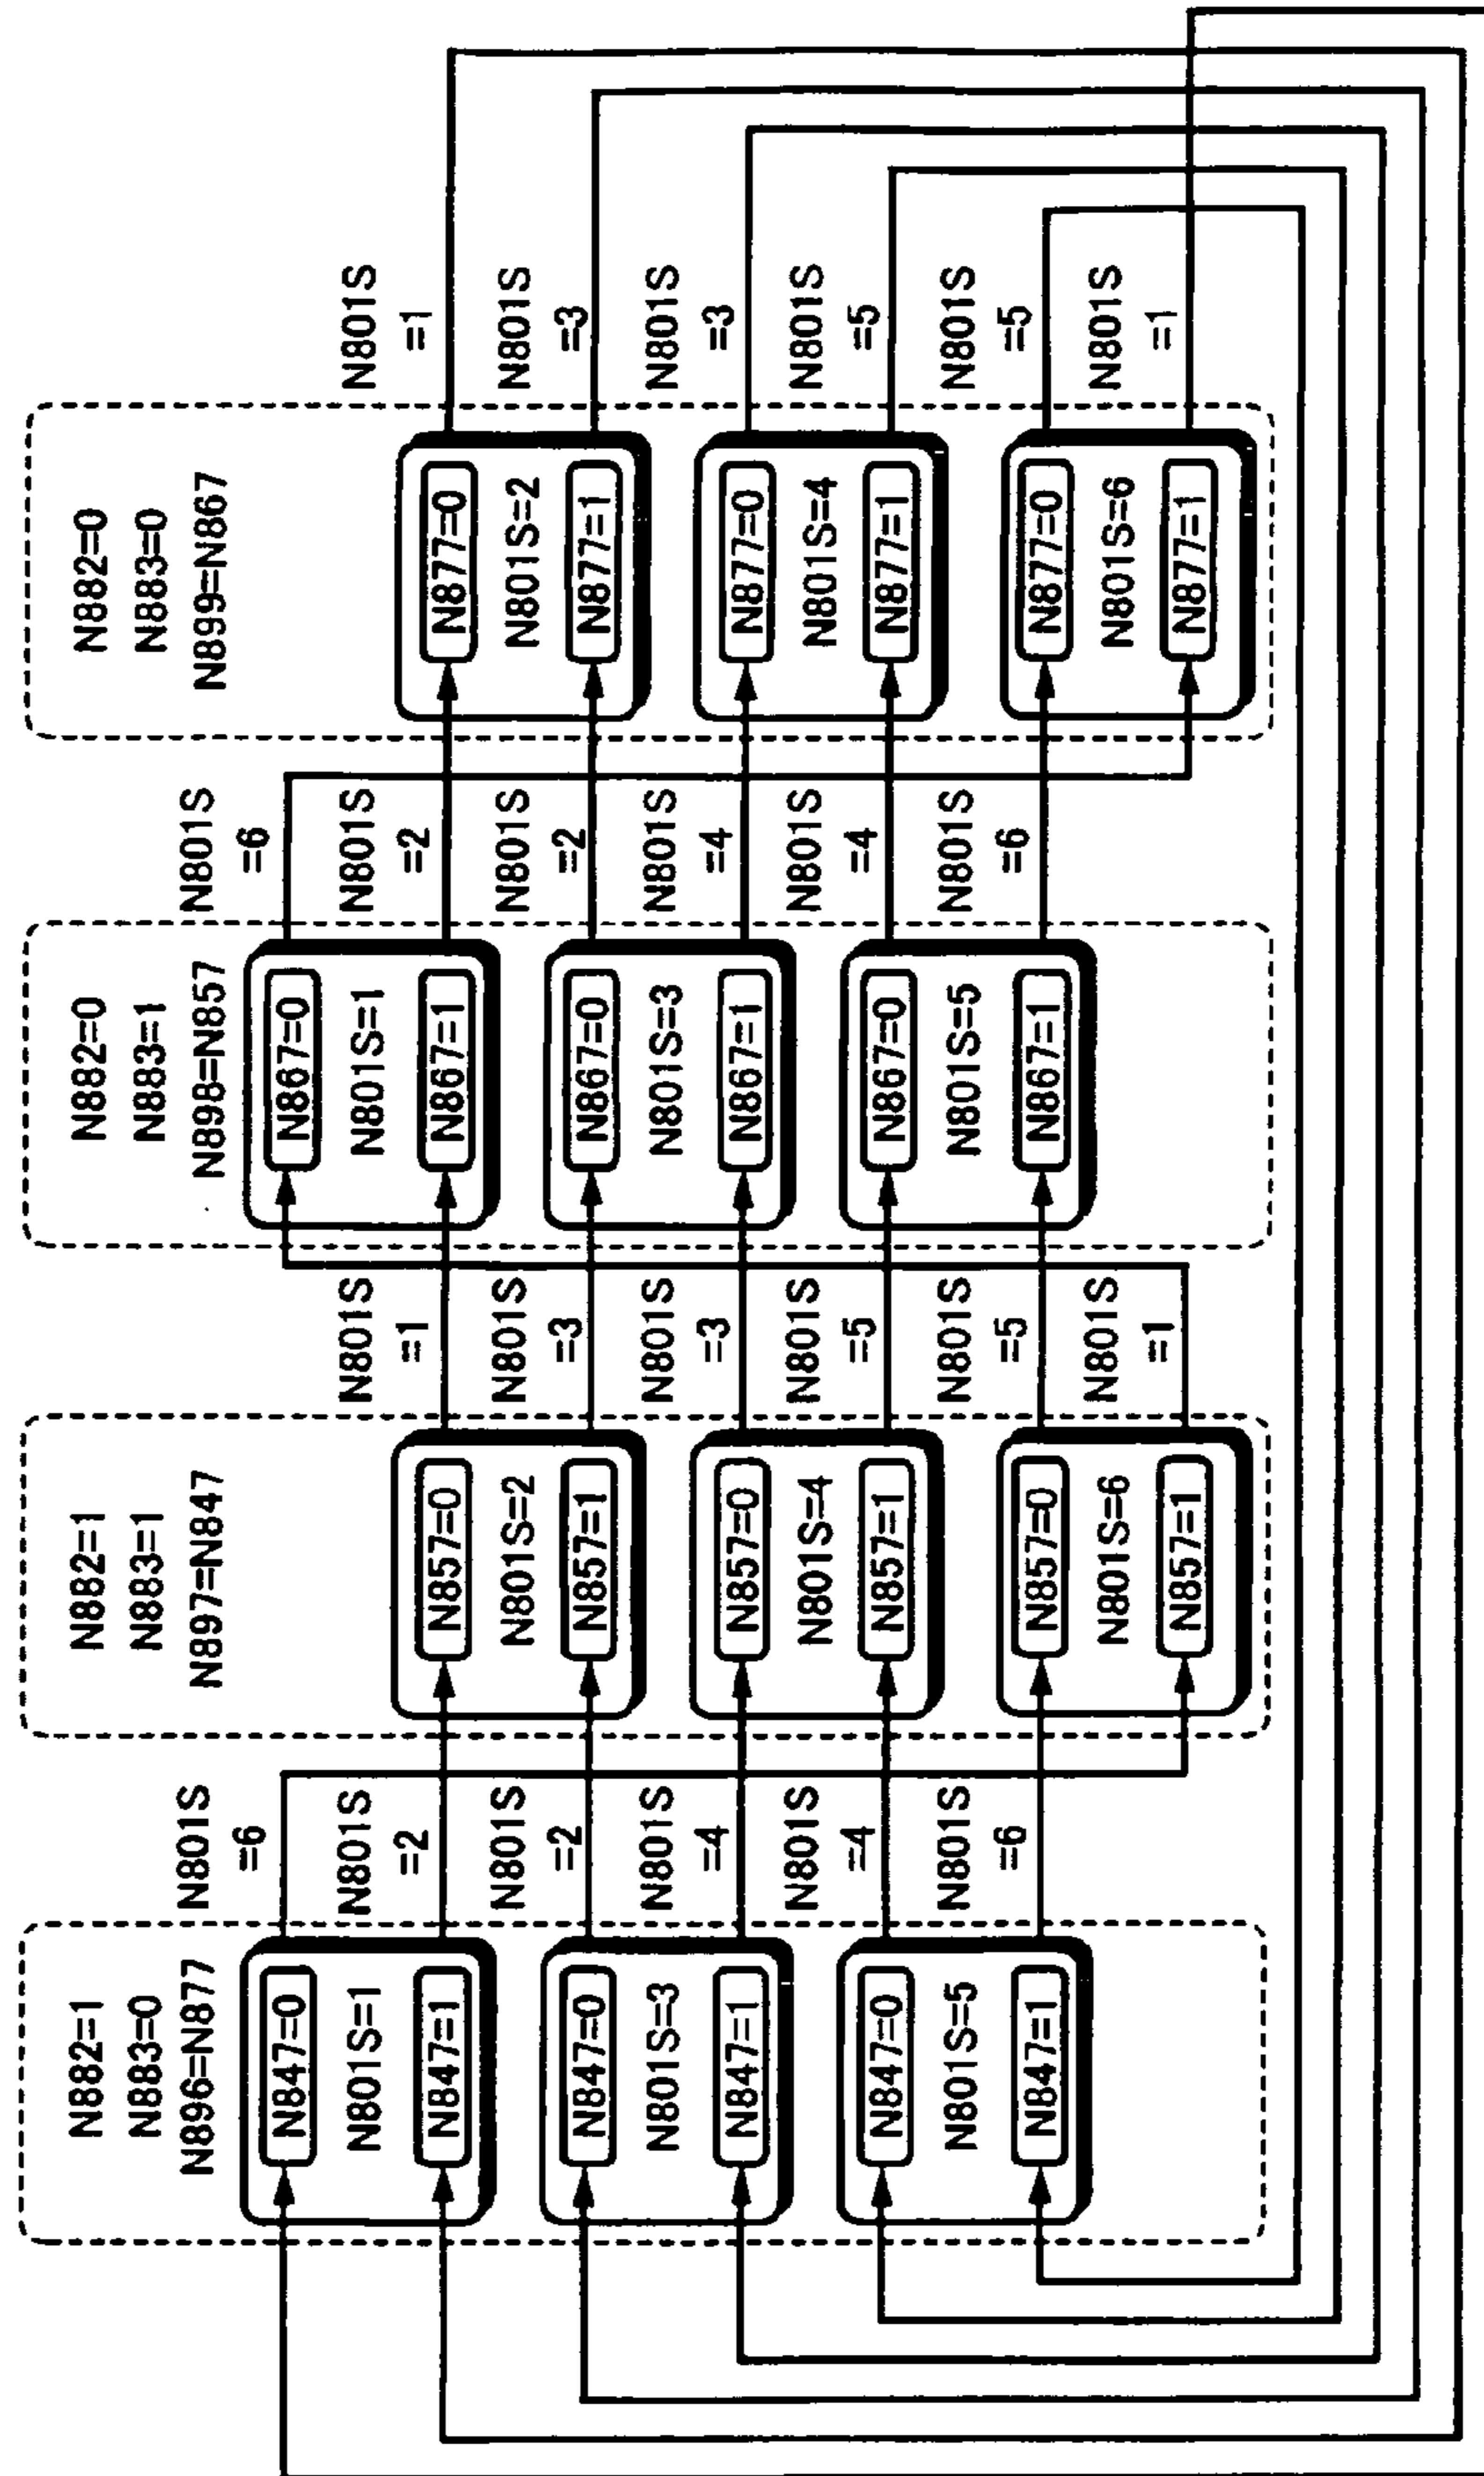 N882=1
N883=0
N896=N877
N847=0
N801S=1
N847=1
N847=0
N801S=3
N847=1
N847=0
N801S=5
N847=1
N801S
=6
N801S
=2
N801S
=2
N801S
=4
N801S
=4
N801S
=6
N882=1
N883=1
N897=N847
N857=0
N801S=2
N857=1
N857=0
N801S=4
N857=1
N857=0
N801S=6
N857=1
N801S
=1
N801S
=3
N801S
=3
N801S
=5
N801S
=5
N801S
=1
N882=0
N883=1
N898=N857
N867=0
N801S=1
N867=1
N867=0
N801S=3
N867=1
N867=0
N801S=5
N867=1
N801S
=6
N801S
=2
N801S
=2
N801S
=4
N801S
=4
N801S
=6
N882=0
N883=0
N899=N867
N877=0
N801S=2
N877=1
N877=0
N801S=4
N877=1
N877=0
N801S=6
N877=1
N801S
=1
N801S
=3
N801S
=3
N801S
=5
N801S
=5
N801S
=1